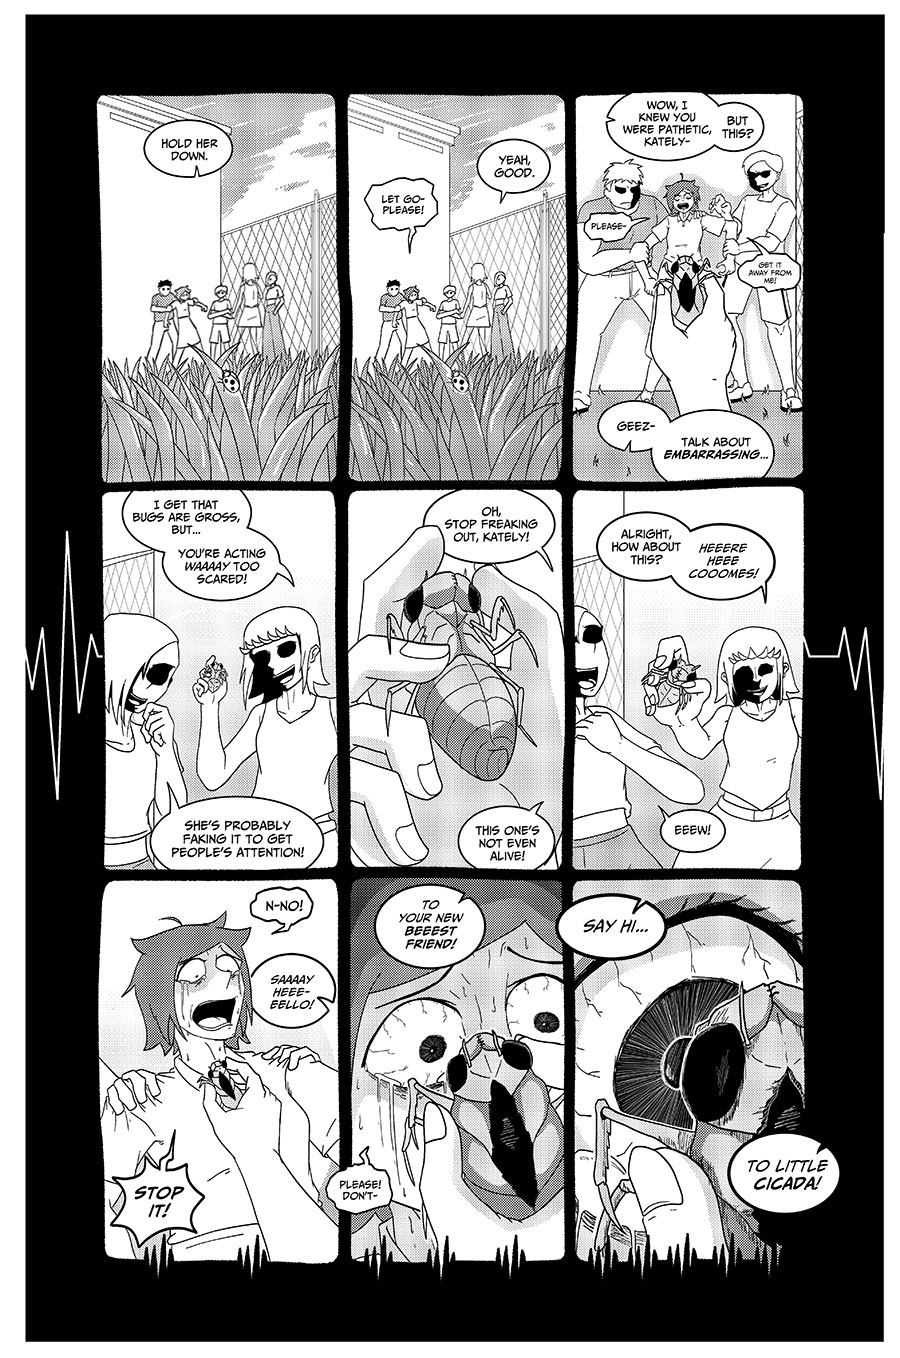 HOLD HER
DOWN.
YEAH,
GOOD.
LET GO-
PLEASE!
WOW, I
KNEW YOU
WERE PATHETIC,
KATELY-
BUT
THIS?
PLEASE-
GET IT
AWAY FROM
ME!
GEEZ-
TALK ABOUT
EMBARRASSING...
I GET THAT
BUGS ARE GROSS,
BUT...
YOU'RE ACTING
WAAAAY TOO
SCARED!
SHE'S PROBABLY
FAKING IT TO GET
PEOPLE'S ATTENTION!
OH,
STOP FREAKING
OUT, KATELY!
THIS ONE'S
NOT EVEN
ALIVE!
ALRIGHT,
HOW ABOUT
THIS?
HEEERE
HEEE
COOOMES!
EEEW!
N-NO!
SAAAAY
HEEE-
EELLO!
STOP
IT!
TO
YOUR NEW
BEEEST
FRIEND!
PLEASE!
DON'T-
SAY HI...
TO LITTLE
CICADA!